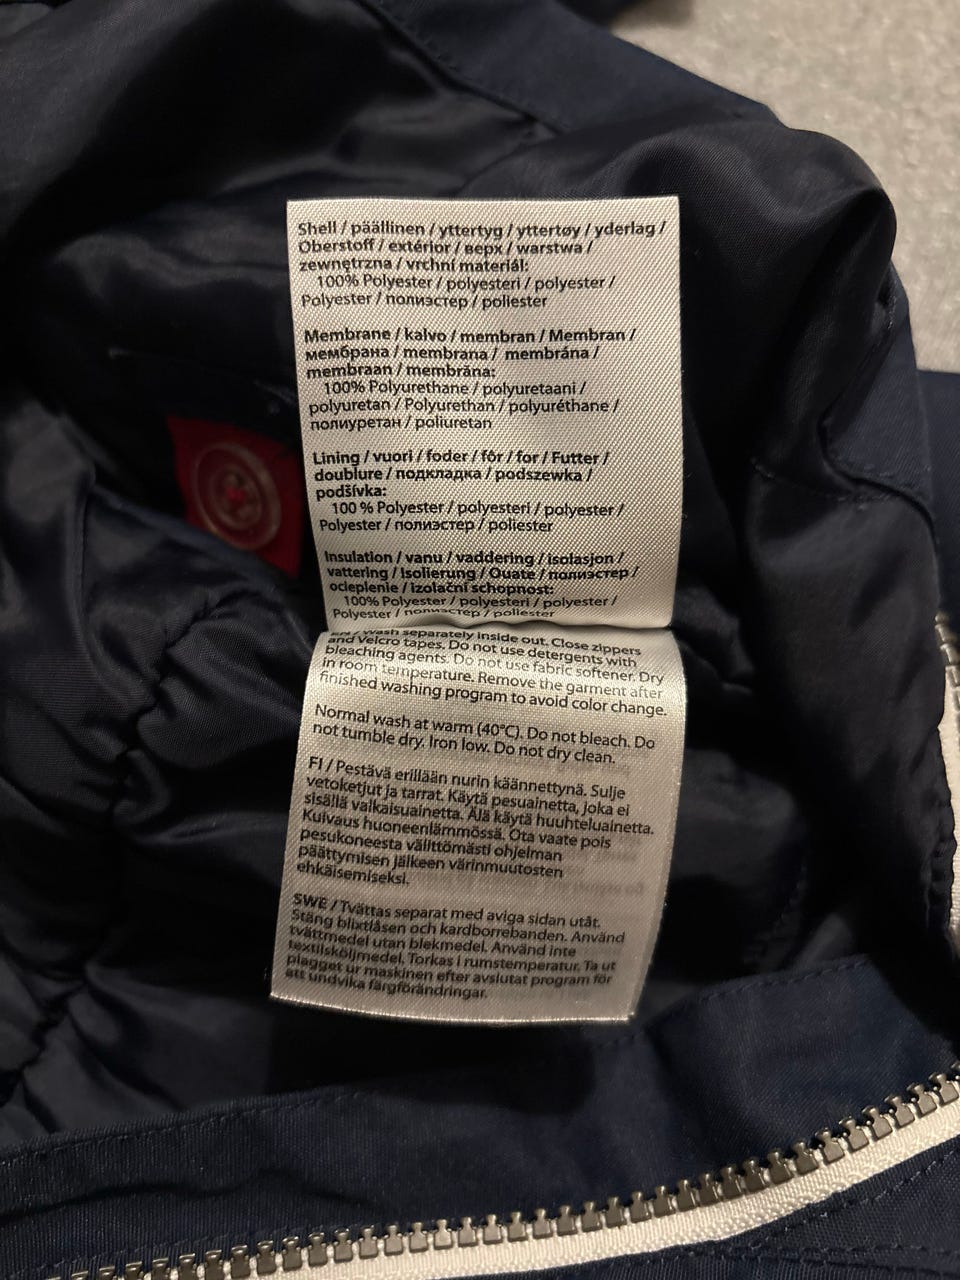 Shell / päällinen / yttertyg / yttertøy / yderlag /
Oberstoff / extérior / верх / warstwa /
zewnętrzna / vrchní materiál:
100% Polyester / polyesteri / polyester /
Polyester / полиэстер / poliester
Membrane / kalvo / membran / Membran /
мембрана / membrana / membrána /
membraan / membrāna:
100% Polyurethane / polyuretaani /
polyuretan / Polyurethan / polyuréthane /
полиуретан / poliuretan
Lining / vuori / foder / fôr / for / Futter /
doublure / подкладка / podszewka /
podšívka:
100 % Polyester / polyesteri / polyester /
Polyester / полиэстер / poliester
Insulation / vanu / vaddering / isolasjon /
vattering / Isolierung / Ouate / полиэстер /
ocieplenie / izolační schopnost:
100% Polyester / polyesteri / polyester /
Polyester / полиэстер / poliester
EN / Wash separately inside out. Close zippers
and Velcro tapes. Do not use detergents with
bleaching agents. Do not use fabric softener. Dry
in room temperature. Remove the garment after
finished washing program to avoid color change.
Normal wash at warm (40°C). Do not bleach. Do
not tumble dry. Iron low. Do not dry clean.
FI / Pestävä erillään nurin käännettynä. Sulje
vetoketjut ja tarrat. Käytä pesuainetta, joka ei
sisällä valkaisuainetta. Älä käytä huuhteluainetta.
Kuivaus huoneenlämmössä. Ota vaate pois
pesukoneesta välittömästi ohjelman
päättymisen jälkeen värinmuutosten
ehkäisemiseksi.
SWE / Tvättas separat med aviga sidan utåt.
Stäng blixtlåsen och kardborrebanden. Använd
tvättmedel utan blekmedel. Använd inte
textilsköljmedel. Torkas i rumstemperatur. Ta ut
plagget ur maskinen efter avslutat program för
att undvika färgförändringar.